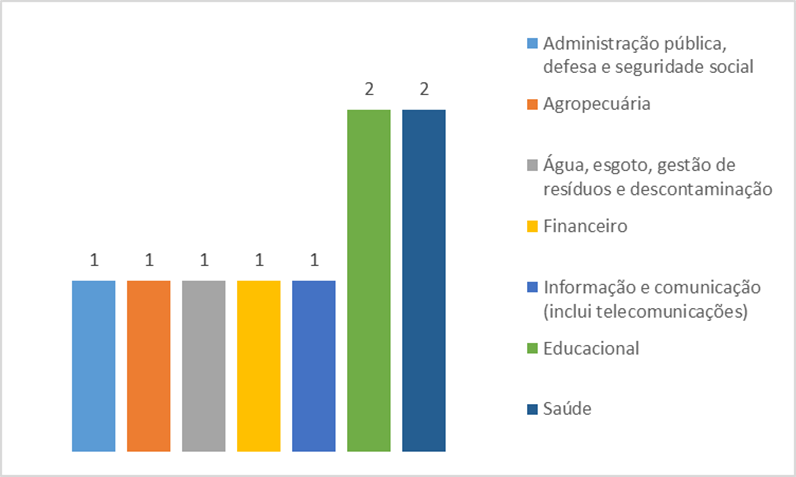 1
1
1
1
1
2
2
Administração pública,
defesa e seguridade social
Agropecuária
Água, esgoto, gestão de
resíduos e descontaminação
Financeiro
Informação e comunicação
(inclui telecomunicações)
Educacional
Saúde